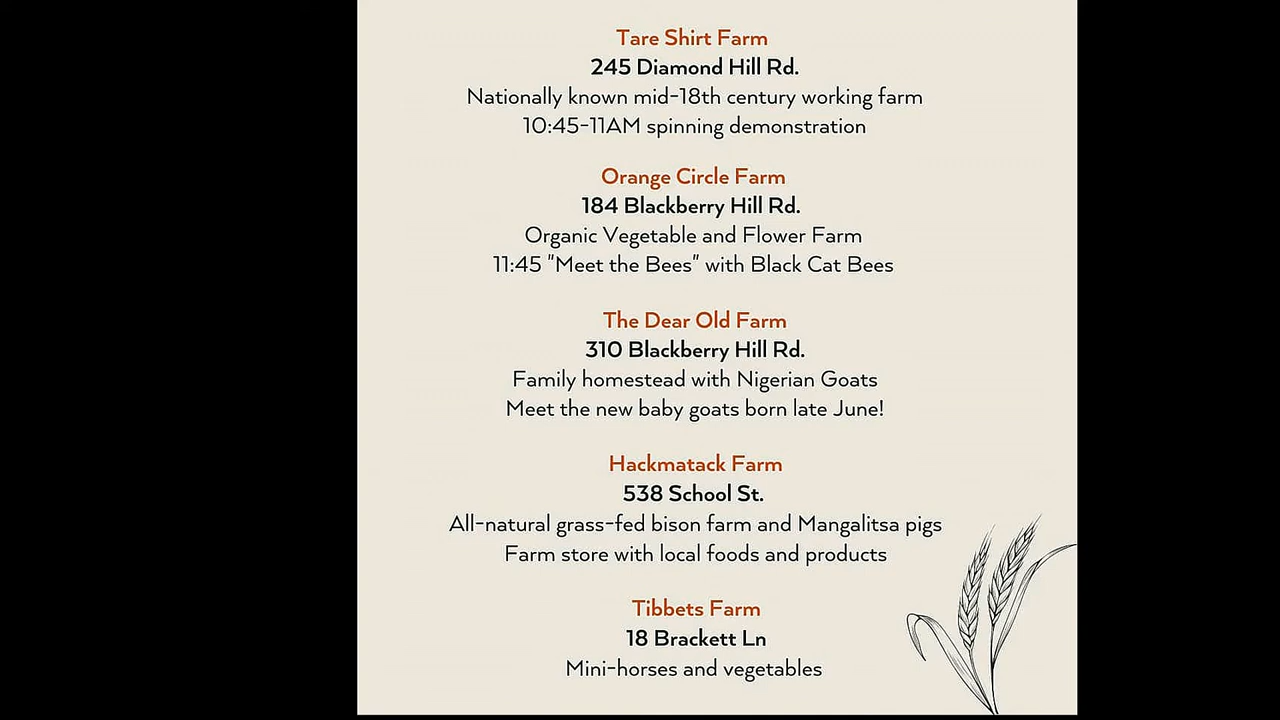 Tare Shirt Farm
245 Diamond Hill Rd.
Nationally known mid-18th century working farm
10:45-11AM spinning demonstration
Orange Circle Farm
184 Blackberry Hill Rd.
Organic Vegetable and Flower Farm
11:45 "Meet the Bees" with Black Cat Bees
The Dear Old Farm
310 Blackberry Hill Rd.
Family homestead with Nigerian Goats
Meet the new baby goats born late June!
Hackmatack Farm
538 School St.
All-natural grass-fed bison farm and Mangalitsa pigs
Farm store with local foods and products
Tibbets Farm
18 Brackett Ln
Mini-horses and vegetables